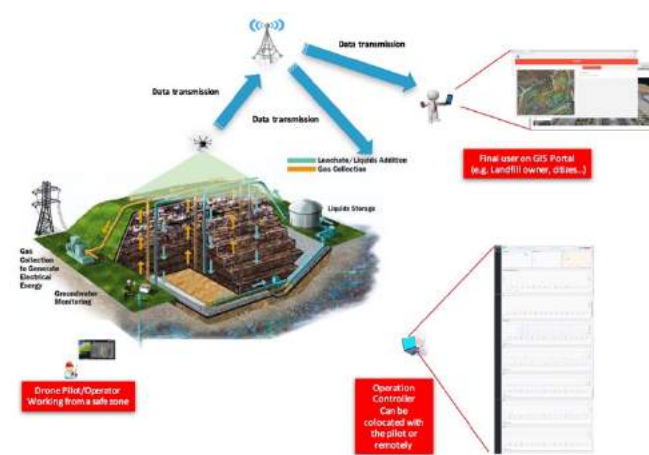 Data transmission
Data transmission
Data transmission
Leachate/Liquids Addition
Gas Collection
Liquids Storage
Gas
Collection
to Generate
Electrical
Energy
Groundwater
Monitoring
Final user on GIS Portal
(e.g. Landfill owner, citizes...)
Drone Pilot/Operator
Working from a safe zone
Operation
Controller
Can be
colocated with
the pilot or
remotely